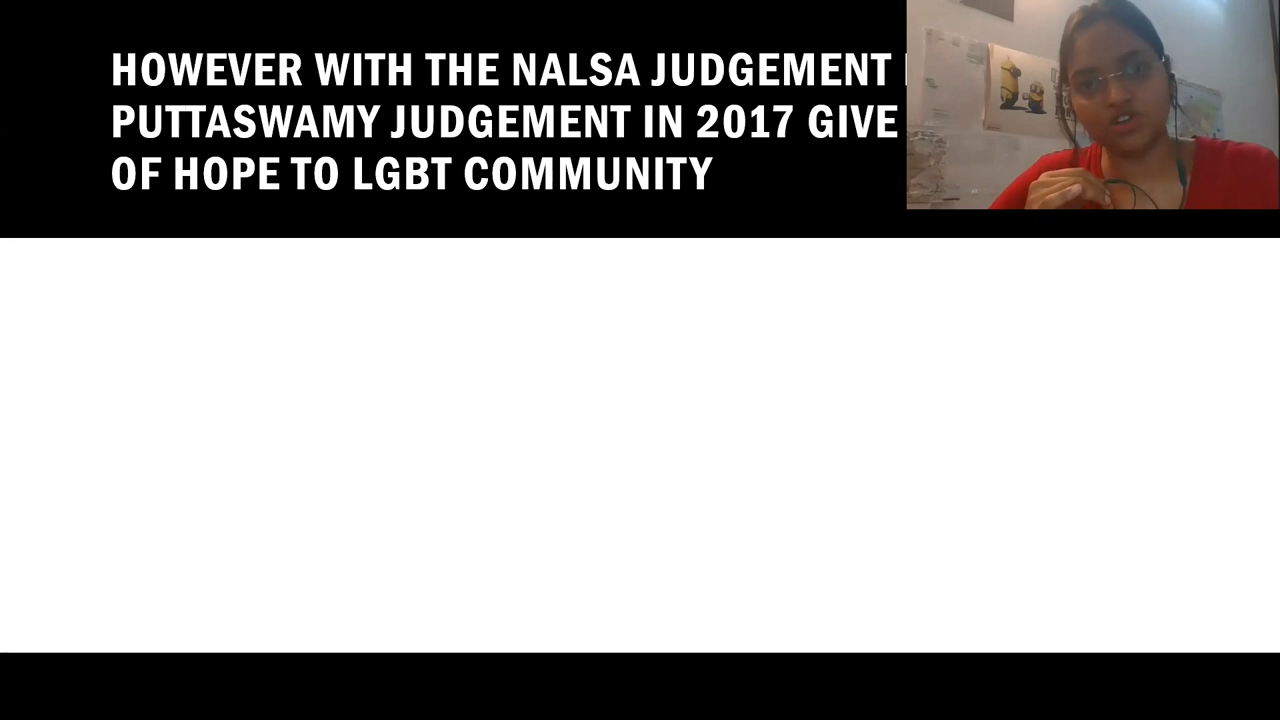 HOWEVER WITH THE NALSA JUDGEMENT
PUTTASWAMY JUDGEMENT IN 2017 GIVE
OF HOPE TO LGBT COMMUNITY